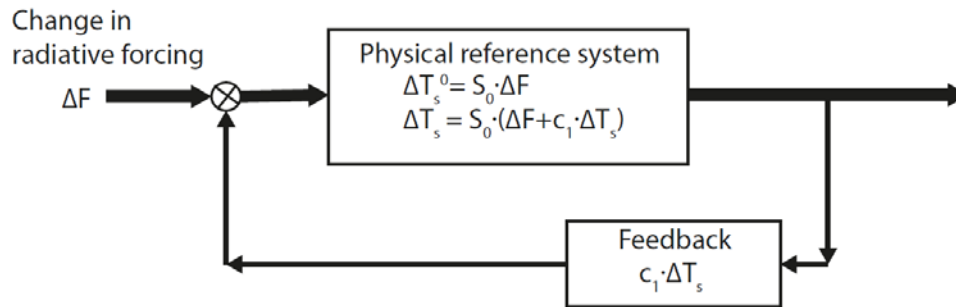 Change in
radiative forcing
ΔF
Physical reference system
ΔTₛ⁰= S₀·ΔF
ΔTₛ = S₀·(ΔF+c₁·ΔTₛ)
Feedback
c₁·ΔTₛ